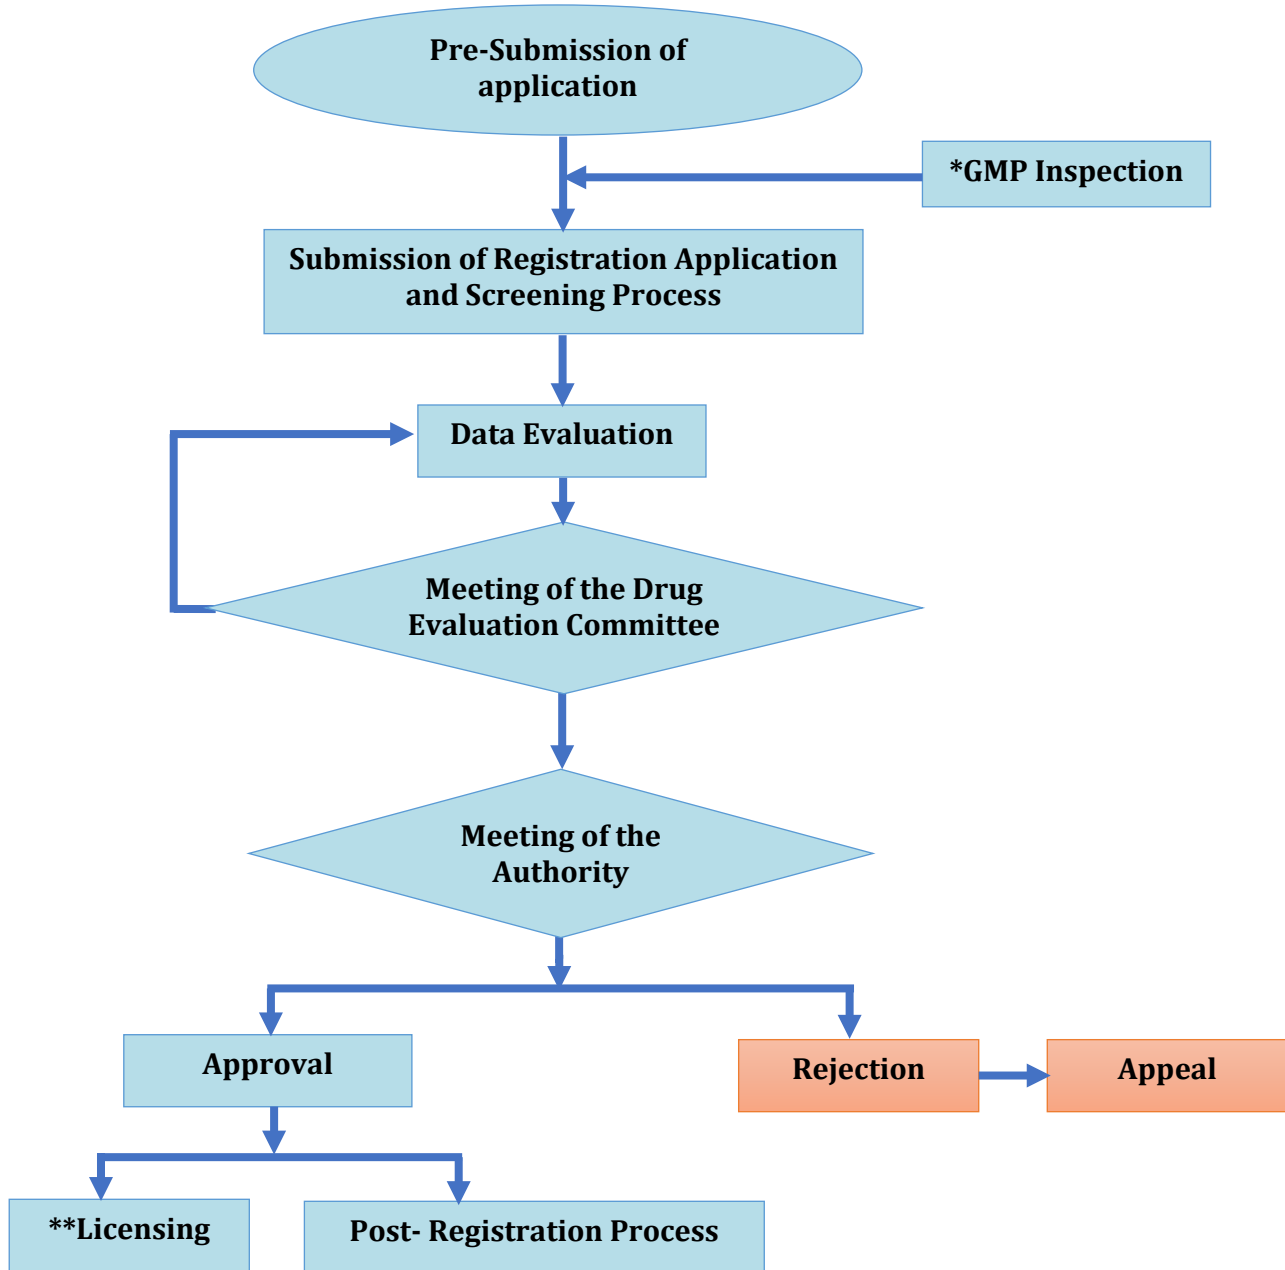 Pre-Submission of
application
*GMP Inspection
Submission of Registration Application
and Screening Process
Data Evaluation
Meeting of the Drug
Evaluation Committee
Meeting of the
Authority
Approval
Rejection
Appeal
**Licensing
Post- Registration Process